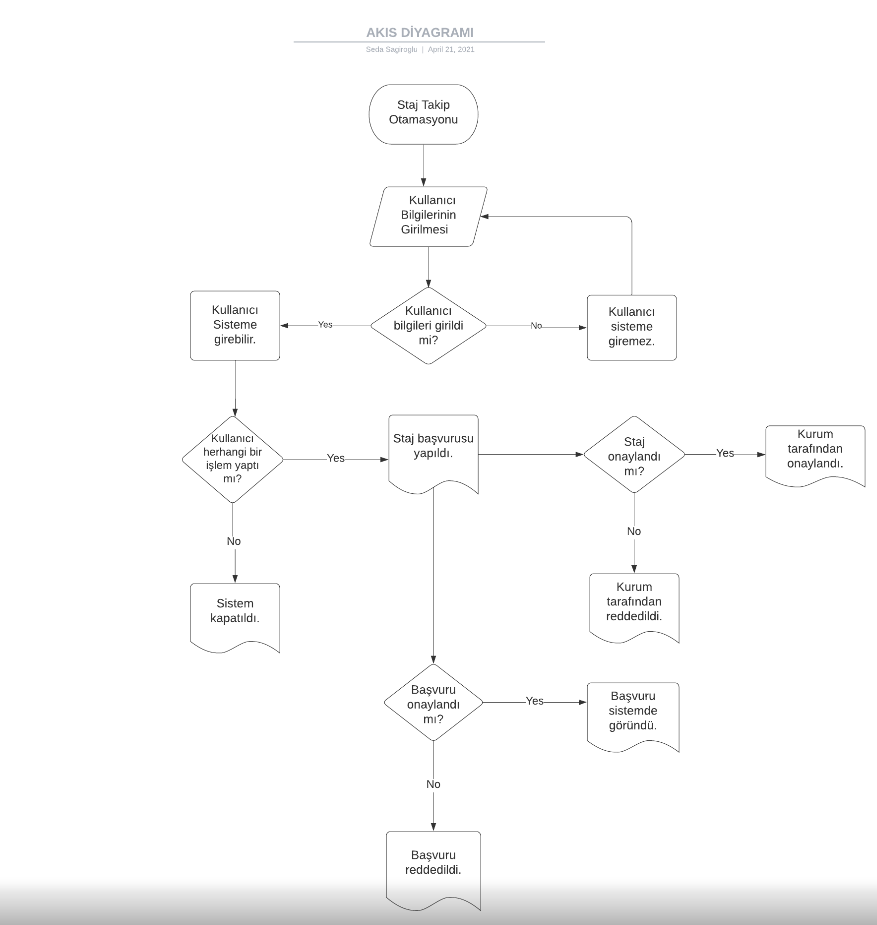 AKIS DİYAGRAMI
Seda Sagiroglu | April 21, 2021
Staj Takip
Otamasyonu
Kullanıcı
Bilgilerinin
Girilmesi
Kullanıcı
Sisteme
girebilir.
Yes
Kullanıcı
bilgileri girildi
mi?
No
Kullanıcı
sisteme
giremez.
Kullanıcı
herhangi bir
işlem yaptı
mı?
Yes
Staj başvurusu
yapıldı.
Staj
onaylandı
mı?
Yes
Kurum
tarafından
onaylandı.
No
No
Sistem
kapatıldı.
Kurum
tarafından
reddedildi.
Başvuru
onaylandı
mı?
Yes
Başvuru
sistemde
göründü.
No
Başvuru
reddedildi.